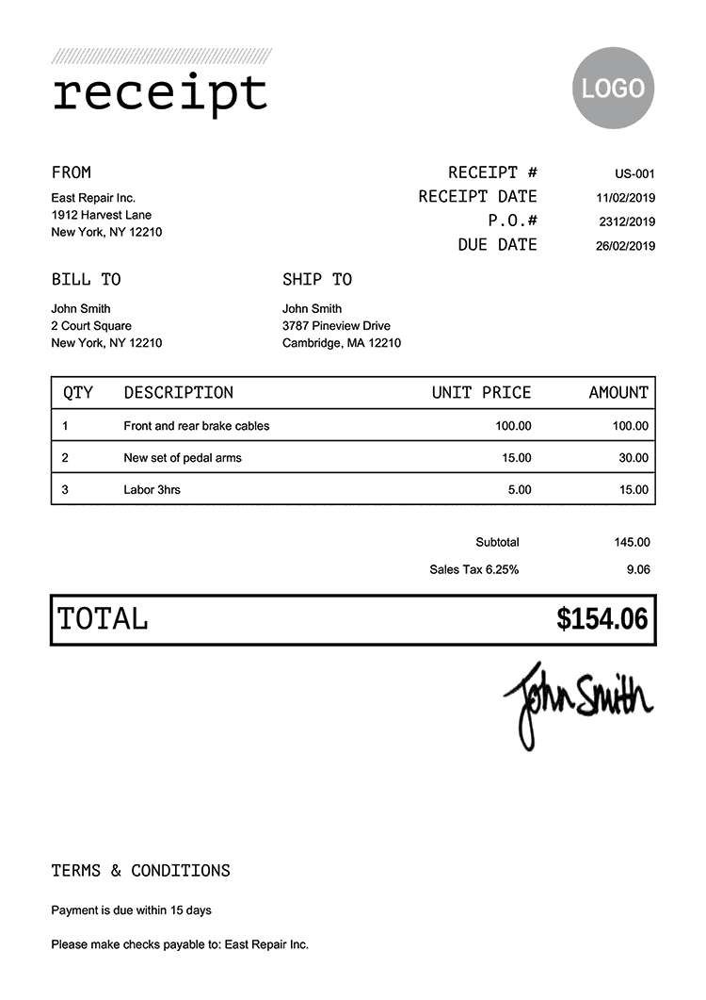 receipt
LOGO
FROM
East Repair Inc.
1912 Harvest Lane
New York, NY 12210
RECEIPT # US-001
RECEIPT DATE 11/02/2019
P.O.# 2312/2019
DUE DATE 26/02/2019
BILL TO
John Smith
2 Court Square
New York, NY 12210
SHIP TO
John Smith
3787 Pineview Drive
Cambridge, MA 12210
QTY DESCRIPTION UNIT PRICE AMOUNT
1 Front and rear brake cables 100.00 100.00
2 New set of pedal arms 15.00 30.00
3 Labor 3hrs 5.00 15.00
Subtotal 145.00
Sales Tax 6.25% 9.06
TOTAL $154.06
John Smith
TERMS & CONDITIONS
Payment is due within 15 days
Please make checks payable to: East Repair Inc.